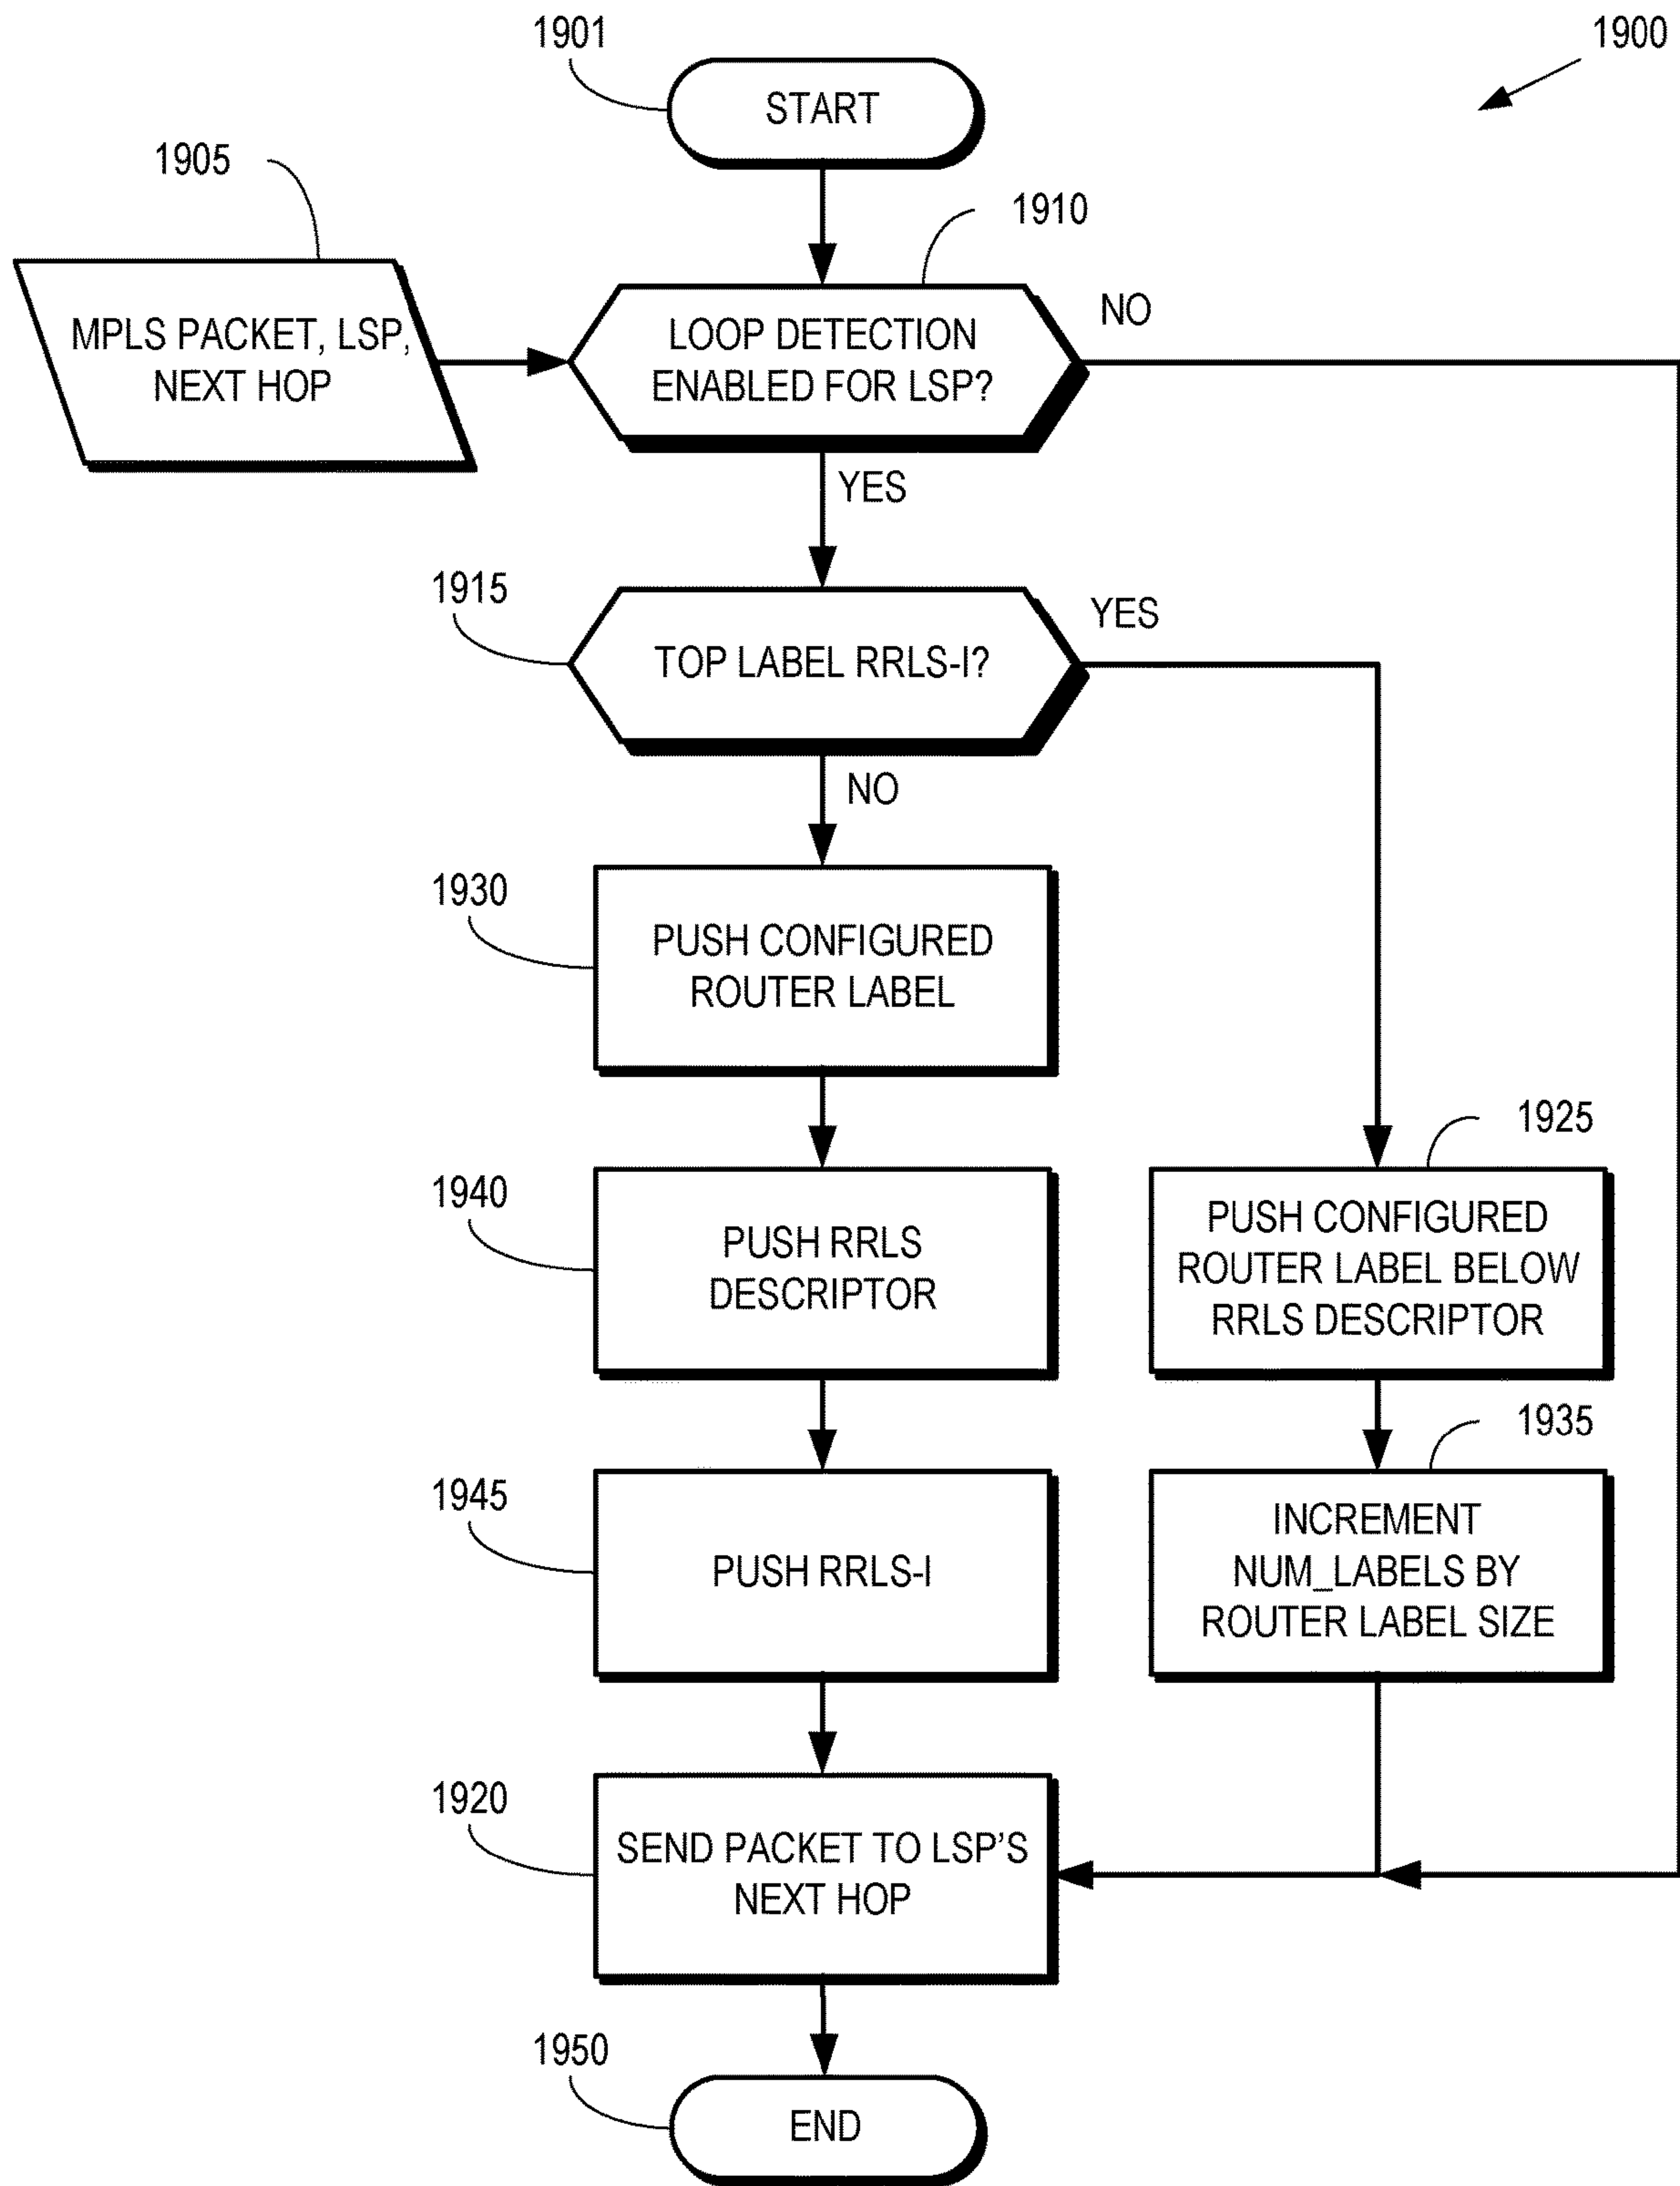 1901
1900
START
1905
1910
NO
MPLS PACKET, LSP,
NEXT HOP
LOOP DETECTION
ENABLED FOR LSP?
YES
1915
YES
TOP LABEL RRLS-I?
NO
1930
PUSH CONFIGURED
ROUTER LABEL
1925
1940
PUSH RRLS
DESCRIPTOR
PUSH CONFIGURED
ROUTER LABEL BELOW
RRLS DESCRIPTOR
1935
1945
PUSH RRLS-I
INCREMENT
NUM_LABELS BY
ROUTER LABEL SIZE
1920
SEND PACKET TO LSP'S
NEXT HOP
1950
END